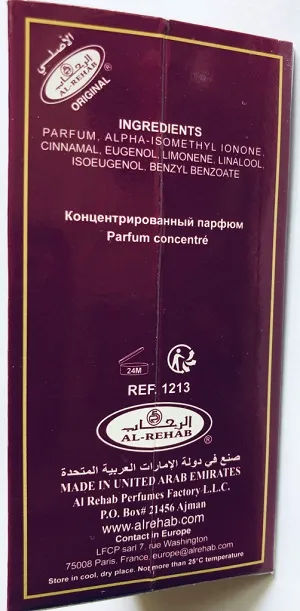 الأصلي
AL-REHAB
®
ORIGINAL
INGREDIENTS
PARFUM, ALPHA-ISOMETHYL IONONE,
CINNAMAL, EUGENOL, LIMONENE, LINALOOL,
ISOEUGENOL, BENZYL BENZOATE
Концентрированный парфюм
Parfum concentré
24M
REF. 1213
الرحاب
AL-REHAB
®
صنع في دولة الإمارات العربية المتحدة
MADE IN UNITED ARAB EMIRATES
Al Rehab Perfumes Factory L.L.C.
P.O. Box# 21456 Ajman
www.alrehab.com
Contact in Europe
LFCP sarl 7, rue Washington
75008 Paris. France, europe@alrehab.com
Store in cool, dry place. Not more than 25°C temperature